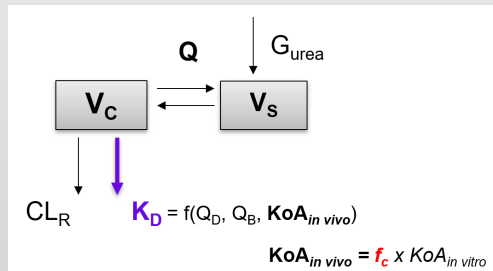 Q
G_urea
V_C
V_S
CL_R
K_D = f(Q_D, Q_B, KoA_in vivo)
KoA_in vivo = f_c x KoA_in vitro